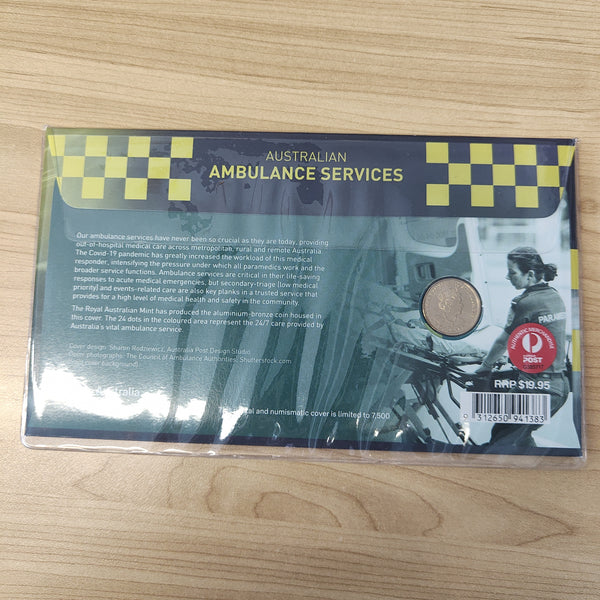 AUSTRALIAN
AMBULANCE SERVICES
Our ambulance services have never been so crucial as they are today, providing
out-of-hospital medical care across metropolitan, rural and remote Australia.
The Covid-19 pandemic has greatly increased the workload of this medical
responder, intensifying the pressure under which all paramedics work and the
broader service functions. Ambulance services are critical in their life-saving
responses to acute medical emergencies, but secondary-triage (low medical
priority) and events-related care are also key planks in a trusted service that
provides for a high level of medical health and safety in the community.
The Royal Australian Mint has produced the aluminium-bronze coin housed in
this cover. The 24 dots in the coloured area represent the 24/7 care provided by
Australia's vital ambulance service.
Cover design: Sharon Rodziewicz, Australia Post Design Studio
Cover photographs: The Council of Ambulance Authorities; Shutterstock.com
(cover background)
and numismatic cover is limited to 7,500
PARAME
AUTHENTIC MERCHANDISE
POST
RRP $19.95
9 312650 941383